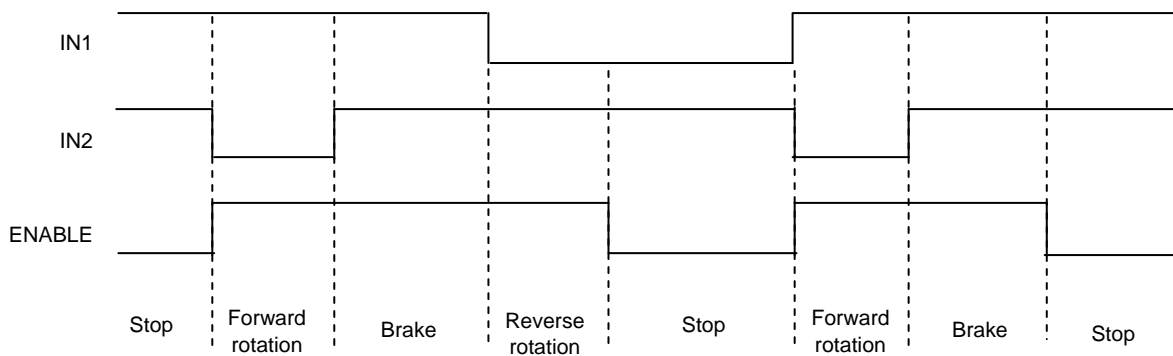 IN1
IN2
ENABLE
Stop
Forward
rotation
Brake
Reverse
rotation
Stop
Forward
rotation
Brake
Stop